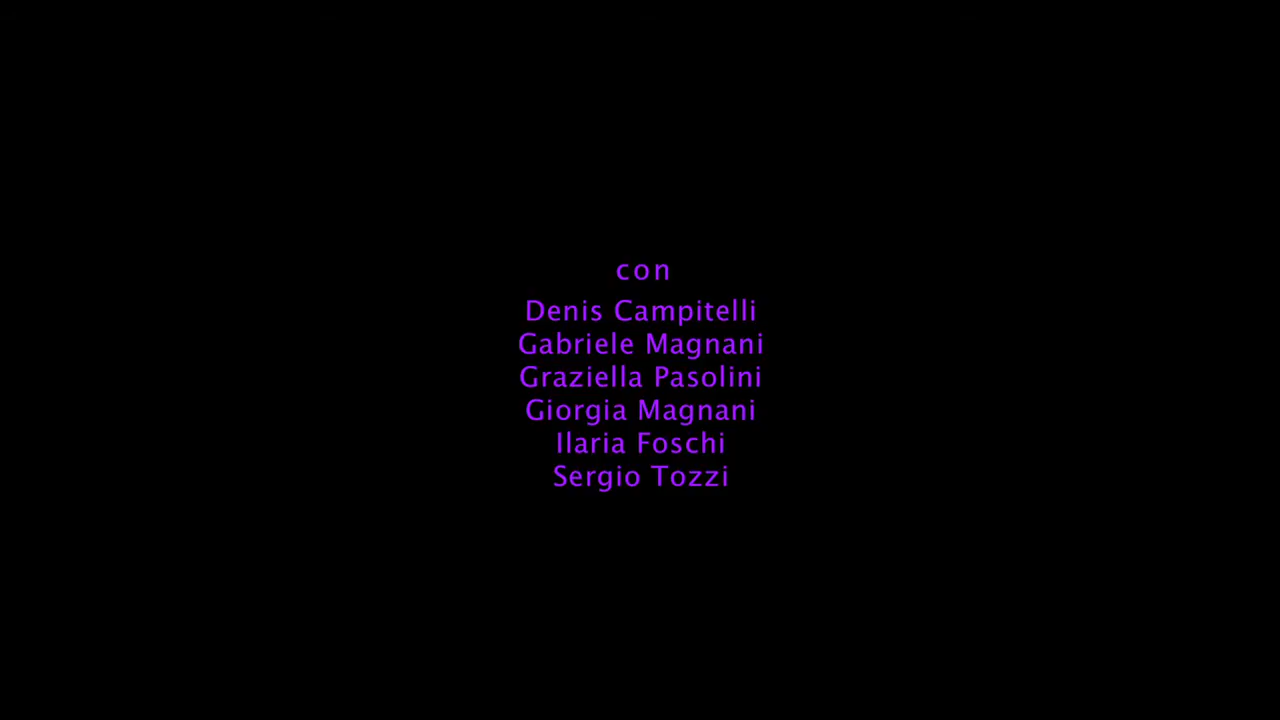 con
Denis Campitelli
Gabriele Magnani
Graziella Pasolini
Giorgia Magnani
Ilaria Foschi
Sergio Tozzi